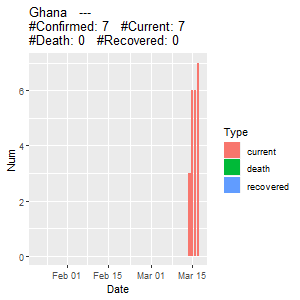 Ghana   ---
#Confirmed: 7   #Current: 7
#Death: 0   #Recovered: 0
Num
6
4
2
0
Feb 01 Feb 15 Mar 01 Mar 15
Date
Type
current
death
recovered